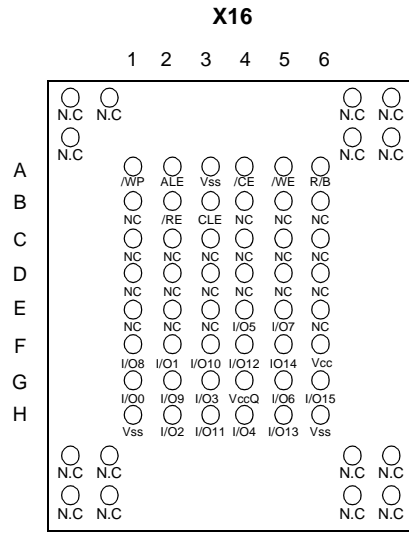 X16
1 2 3 4 5 6
N.C N.C N.C N.C
N.C N.C N.C
A
/WP ALE Vss /CE /WE R/B
B
NC /RE CLE NC NC NC
C
NC NC NC NC NC NC
D
NC NC NC NC NC NC
E
NC NC NC I/O5 I/O7 NC
F
I/O8 I/O1 I/O10 I/O12 IO14 Vcc
G
I/O0 I/O9 I/O3 VccQ I/O6 I/O15
H
Vss I/O2 I/O11 I/O4 I/O13 Vss
N.C N.C N.C N.C
N.C N.C N.C N.C